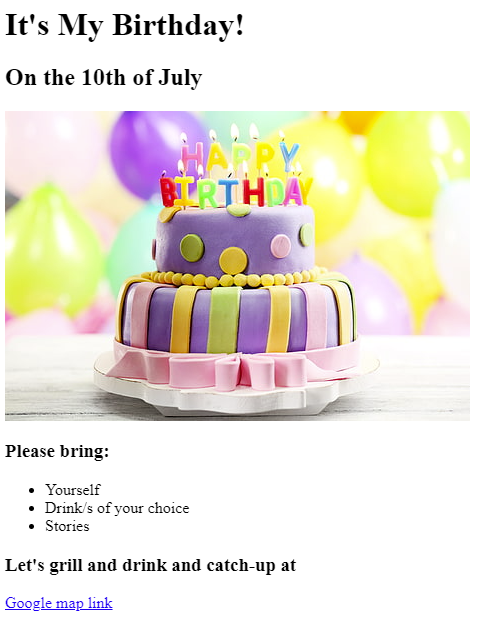 It's My Birthday!
On the 10th of July
HAPPY
BIRTHDAY
Please bring:
Yourself
Drink/s of your choice
Stories
Let's grill and drink and catch-up at
Google map link